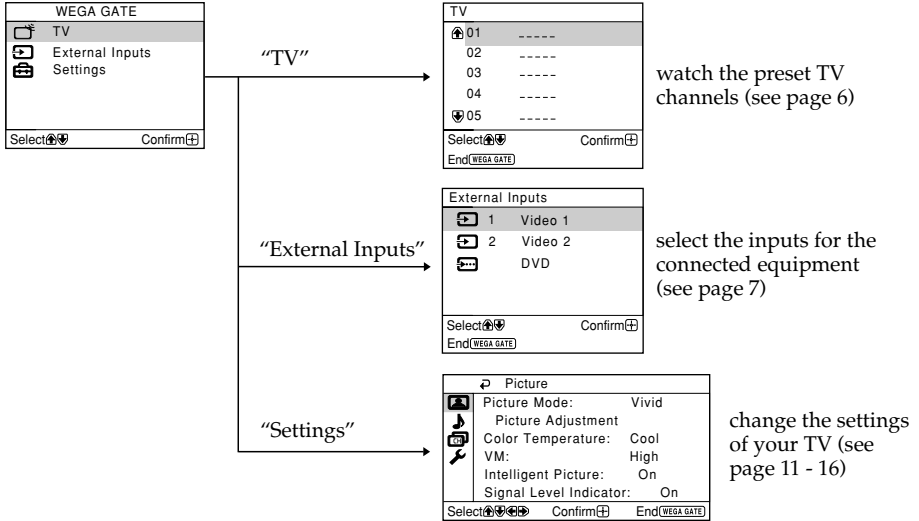 WEGA GATE
TV
External Inputs
Settings
Select Confirm
"TV"
TV
01 -----
02 -----
03 -----
04 -----
05 -----
Select Confirm
End WEGA GATE
watch the preset TV
channels (see page 6)
"External Inputs"
External Inputs
1 Video 1
2 Video 2
DVD
Select Confirm
End WEGA GATE
select the inputs for the
connected equipment
(see page 7)
"Settings"
Picture
Picture Mode: Vivid
Picture Adjustment
Color Temperature: Cool
CH
VM: High
Intelligent Picture: On
Signal Level Indicator: On
Select Confirm End WEGA GATE
change the settings
of your TV (see
page 11 - 16)